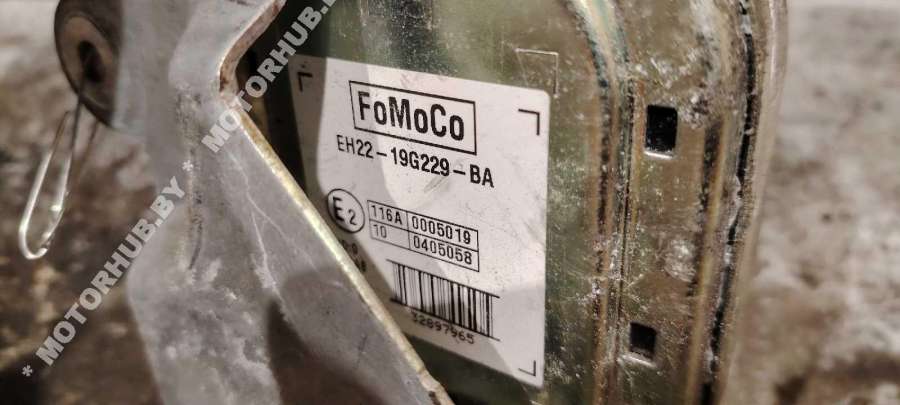 FoMoCo
EH22-19G229-BA
E2
116A 0005019
10 0405058
32897965
* MOTORHUB.BY * MOTORHUB.BY